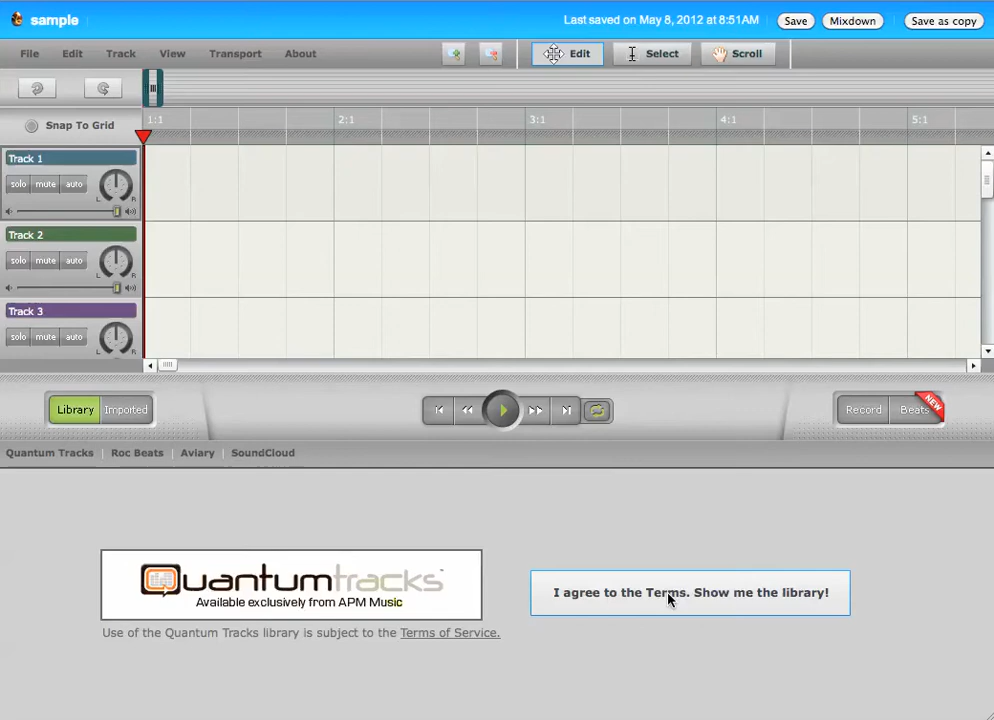 sample
Last saved on May 8, 2012 at 8:51AM
Save
Mixdown
Save as copy
File
Edit
Track
View
Transport
About
Edit
Select
Scroll
Snap To Grid
1:1
2:1
3:1
4:1
5:1
Track 1
solo mute auto
L R
Track 2
solo mute auto
L R
Track 3
solo mute auto
L R
Library
Imported
Record
Beats
NEW
Quantum Tracks | Roc Beats | Aviary | SoundCloud
Quantumtracks™
Available exclusively from APM Music
I agree to the Terms. Show me the library!
Use of the Quantum Tracks library is subject to the Terms of Service.